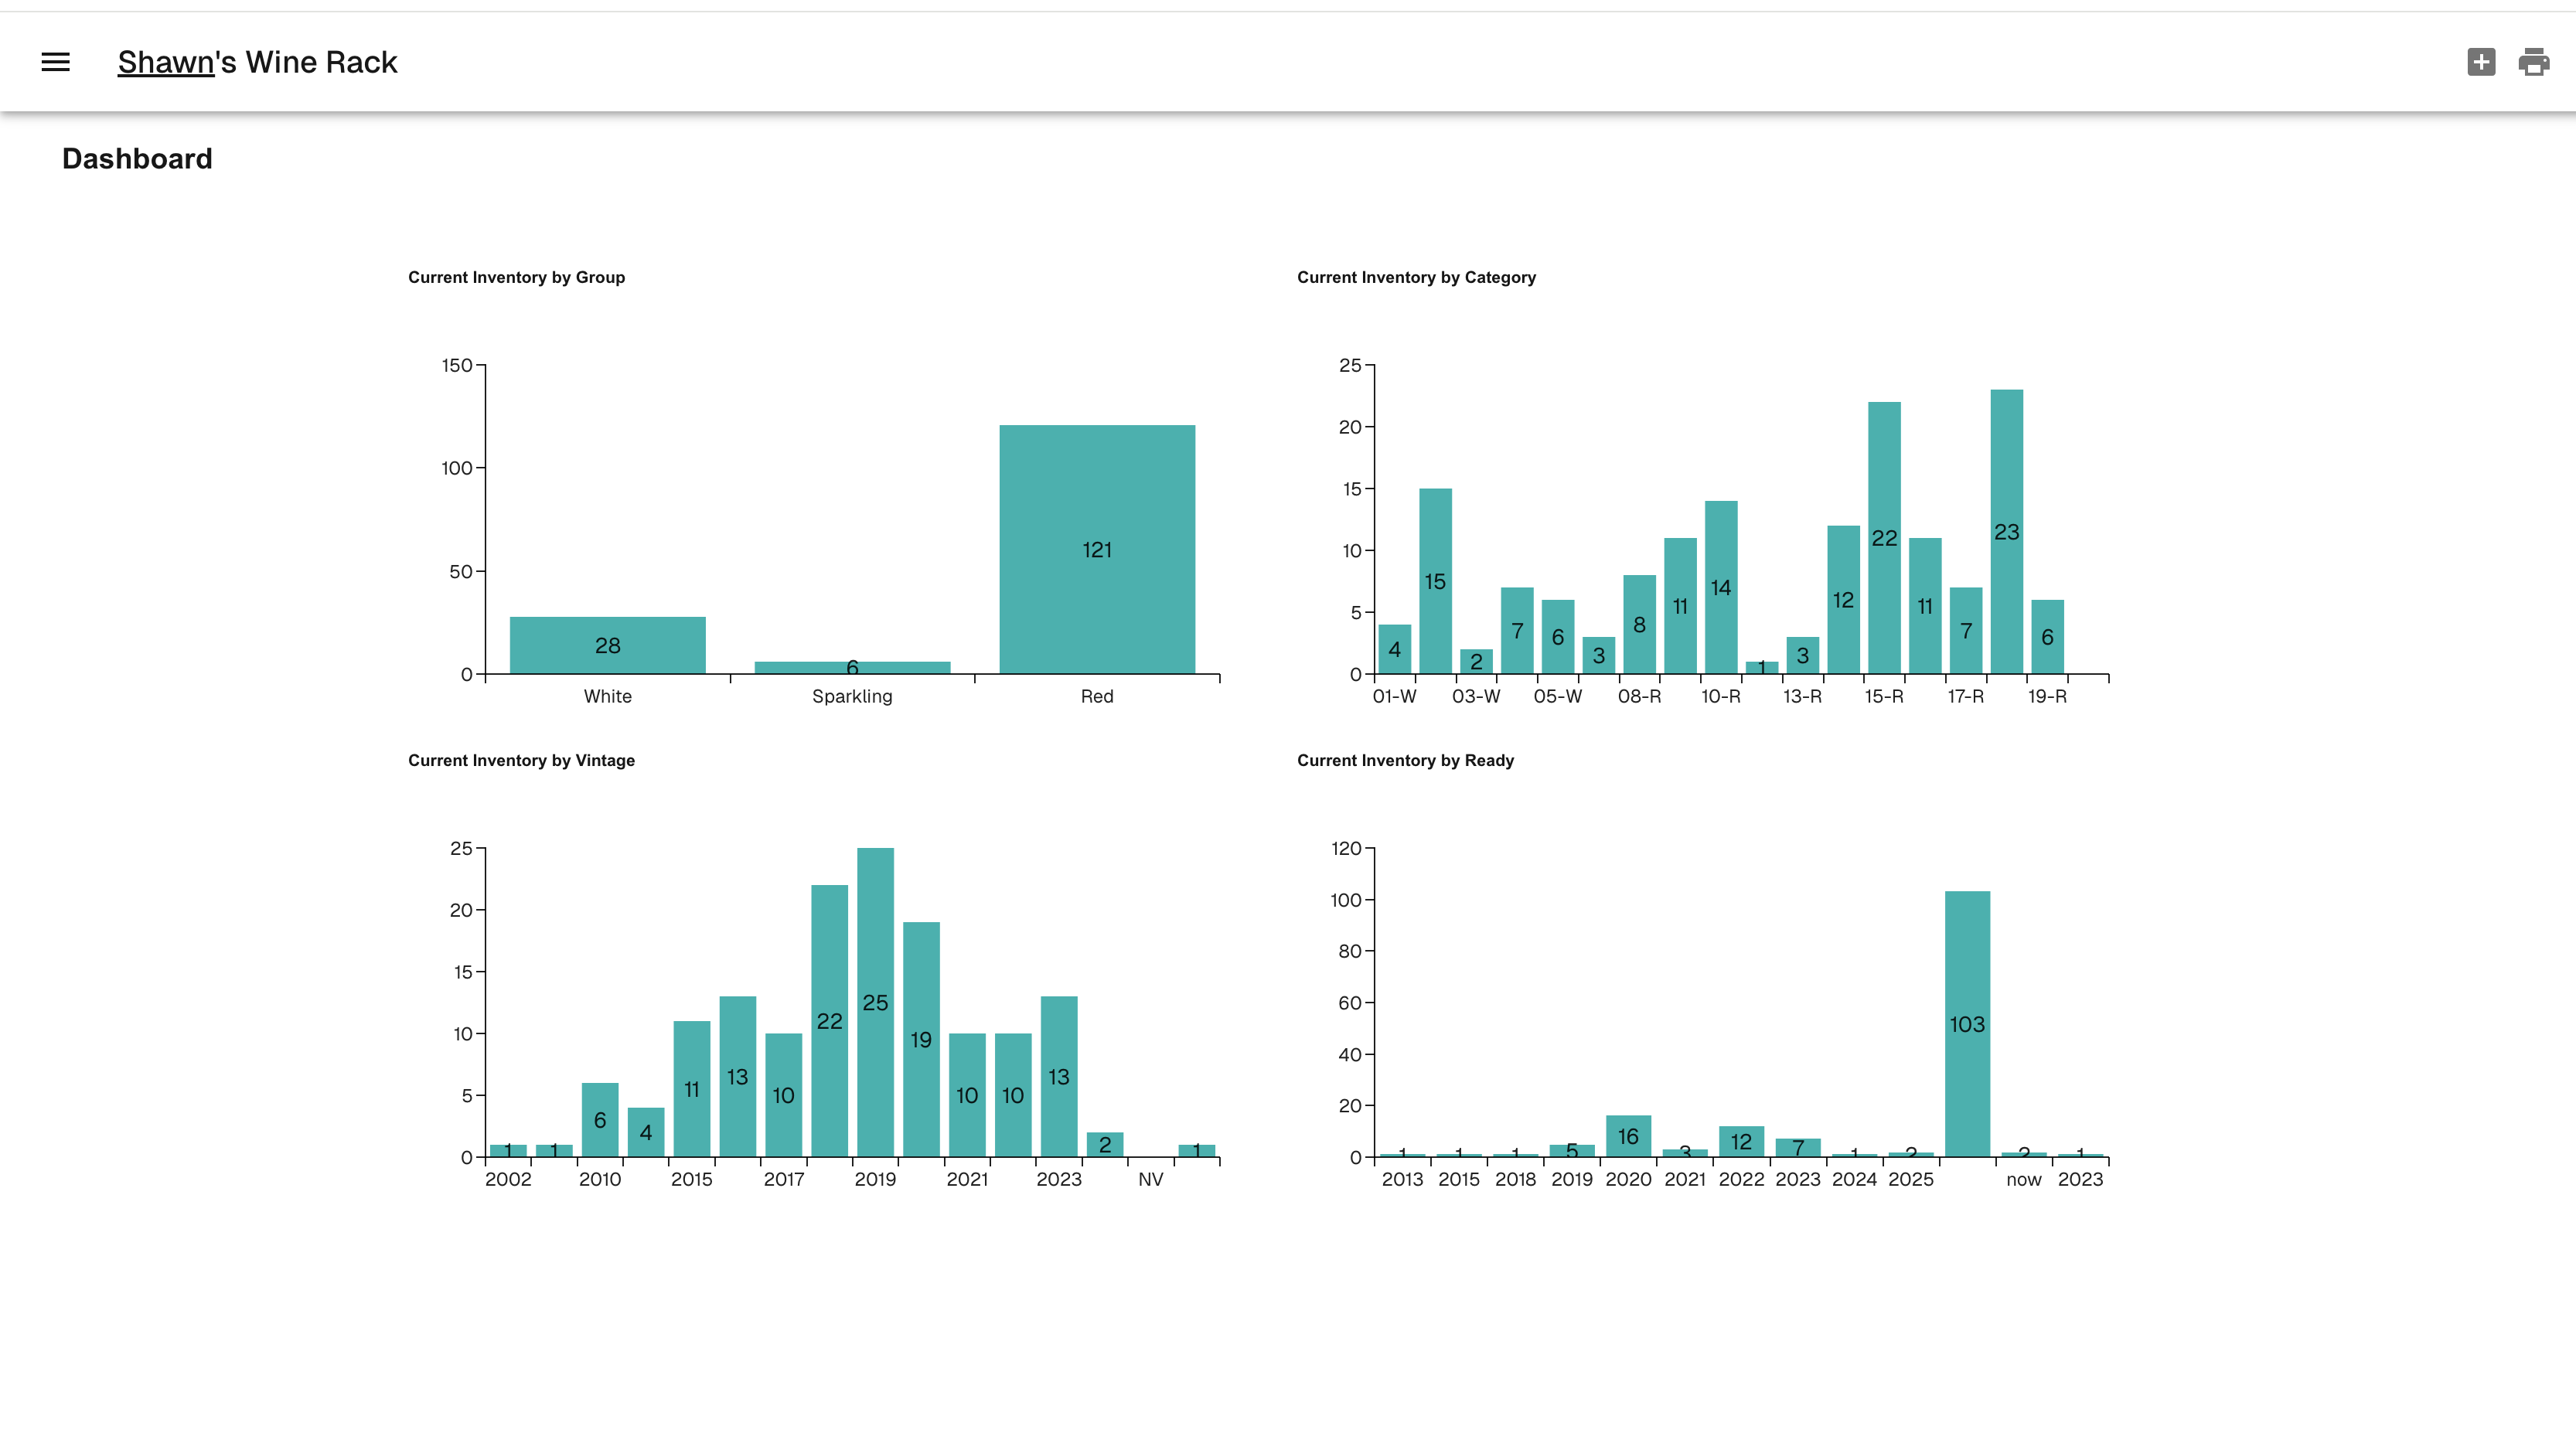 Shawn's Wine Rack
Dashboard
Current Inventory by Group
150
100
50
0
28
6
121
White Sparkling Red
Current Inventory by Category
25
20
15
10
5
0
4 15 2 7 6 3 8 11 14 1 3 12 22 11 7 23 6
01-W 03-W 05-W 08-R 10-R 13-R 15-R 17-R 19-R
Current Inventory by Vintage
25
20
15
10
5
0
1 1 6 4 11 13 10 22 25 19 10 10 13 2 1
2002 2010 2015 2017 2019 2021 2023 NV
Current Inventory by Ready
120
100
80
60
40
20
0
1 1 1 5 16 3 12 7 1 2 103 2 1
2013 2015 2018 2019 2020 2021 2022 2023 2024 2025 now 2023